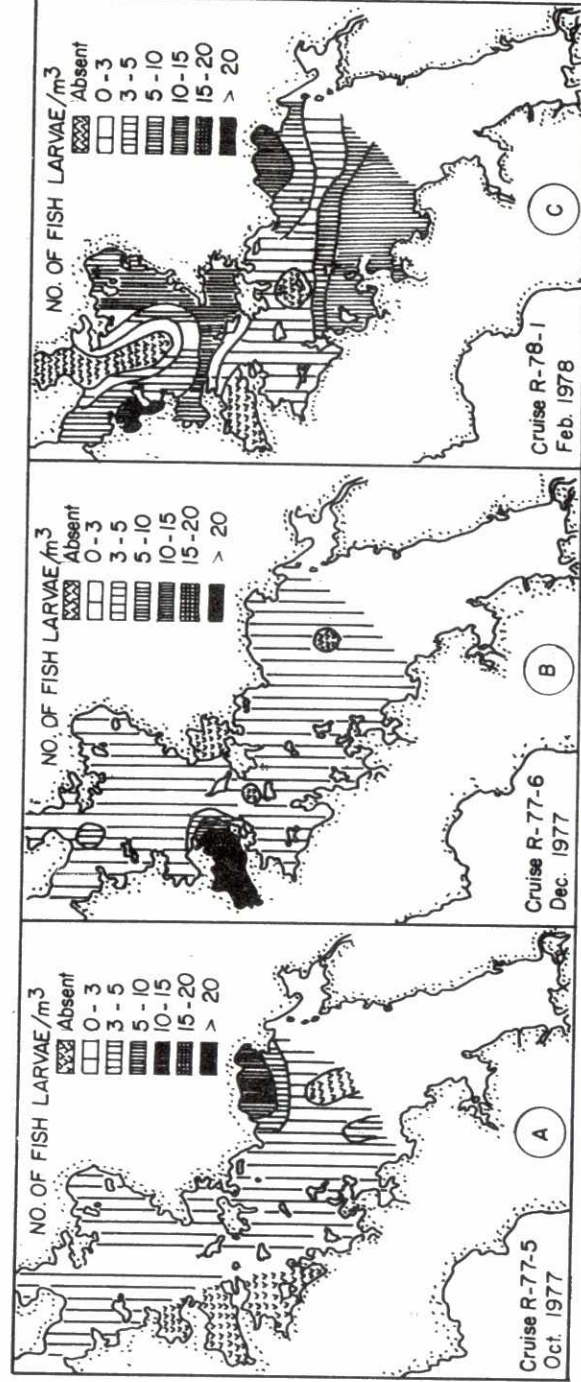 NO. OF FISH LARVAE/m³
Absent
0-3
3-5
5-10
10-15
15-20
> 20
A
Cruise R-77-5
Oct. 1977
NO. OF FISH LARVAE/m³
Absent
0-3
3-5
5-10
10-15
15-20
> 20
B
Cruise R-77-6
Dec. 1977
NO. OF FISH LARVAE/m³
Absent
0-3
3-5
5-10
10-15
15-20
> 20
C
Cruise R-78-1
Feb. 1978